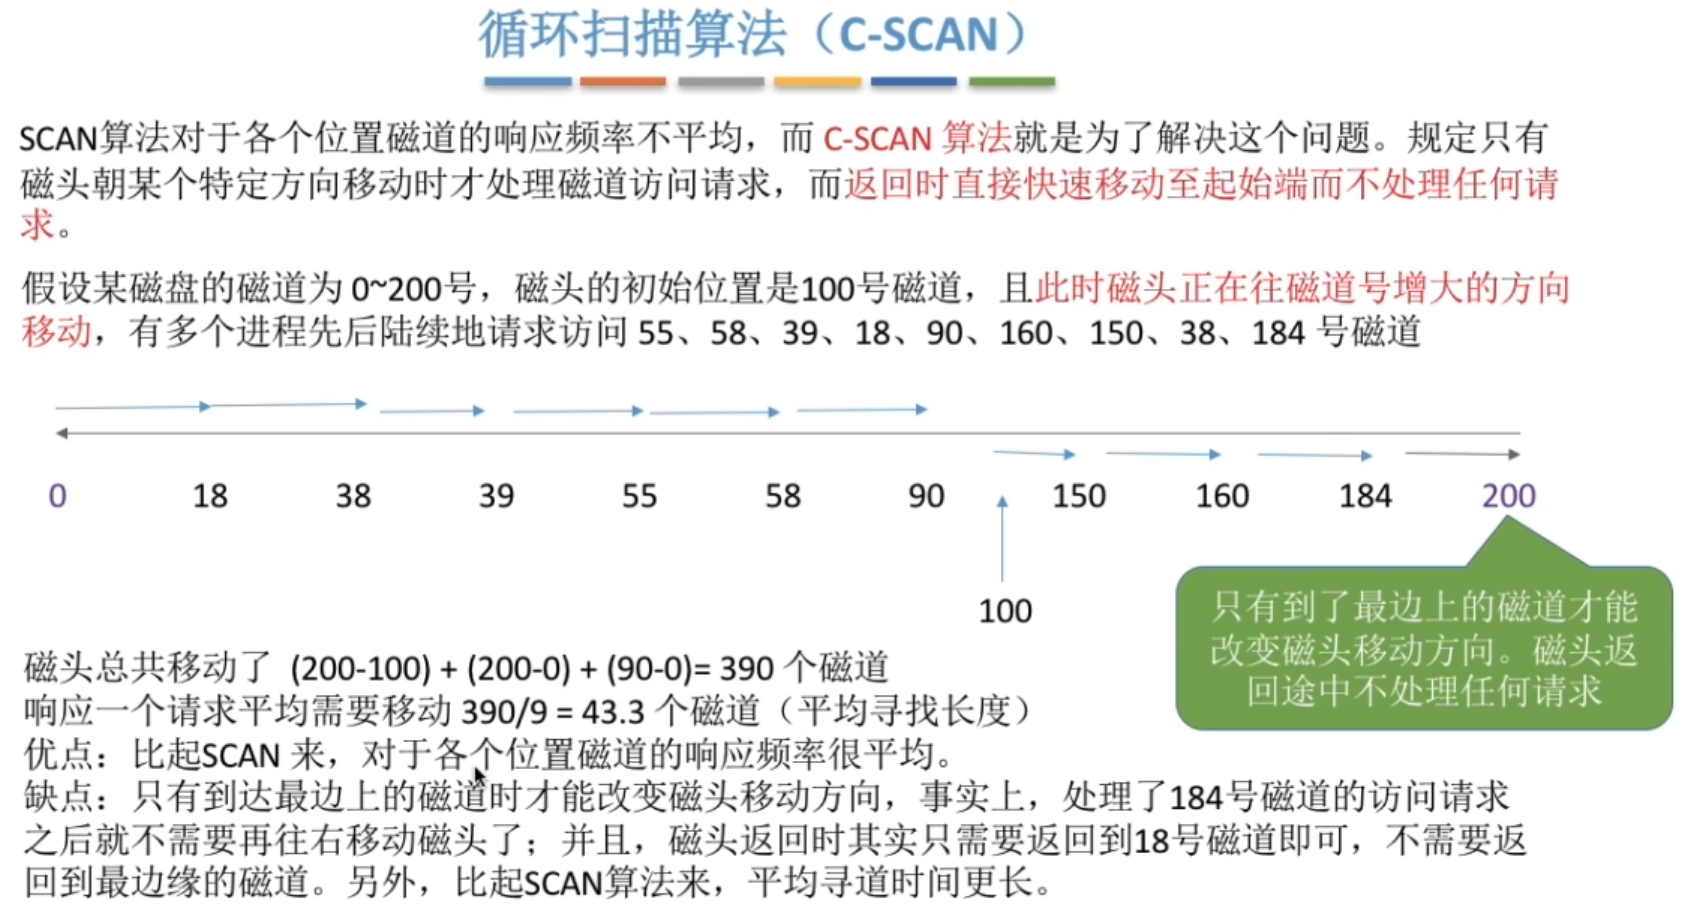 循环扫描算法（C-SCAN）
SCAN算法对于各个位置磁道的响应频率不平均，而 C-SCAN 算法就是为了解决这个问题。规定只有
磁头朝某个特定方向移动时才处理磁道访问请求，而返回时直接快速移动至起始端而不处理任何请
求。
假设某磁盘的磁道为 0~200号，磁头的初始位置是100号磁道，且此时磁头正在往磁道号增大的方向
移动，有多个进程先后陆续地请求访问 55、58、39、18、90、160、150、38、184 号磁道
0 18 38 39 55 58 90 150 160 184 200
100
只有到了最边上的磁道才能
改变磁头移动方向。磁头返
回途中不处理任何请求
磁头总共移动了 (200-100) + (200-0) + (90-0)= 390 个磁道
响应一个请求平均需要移动 390/9 = 43.3 个磁道（平均寻找长度）
优点：比起SCAN 来，对于各个位置磁道的响应频率很平均。
缺点：只有到达最边上的磁道时才能改变磁头移动方向，事实上，处理了184号磁道的访问请求
之后就不需要再往右移动磁头了；并且，磁头返回时其实只需要返回到18号磁道即可，不需要返
回到最边缘的磁道。另外，比起SCAN算法来，平均寻道时间更长。